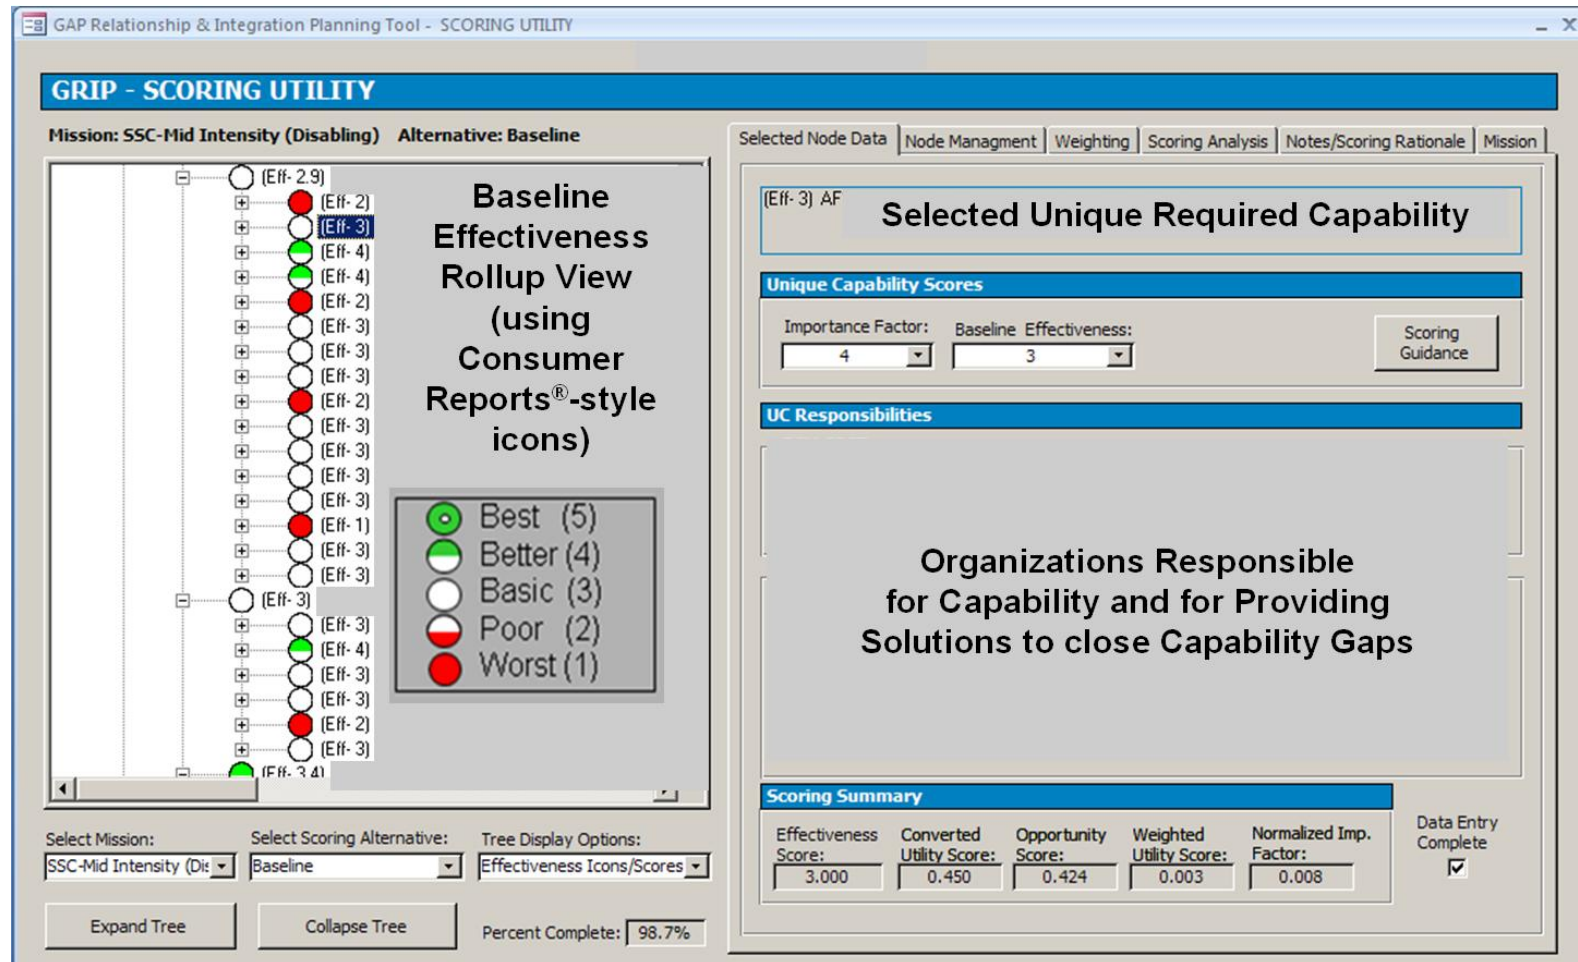 GAP Relationship & Integration Planning Tool - SCORING UTILITY
GRIP - SCORING UTILITY
Mission: SSC-Mid Intensity (Disabling) Alternative: Baseline
(Eff- 2.9)
(Eff- 2)
(Eff- 3)
(Eff- 4)
(Eff- 4)
(Eff- 2)
(Eff- 3)
(Eff- 3)
(Eff- 3)
(Eff- 2)
(Eff- 3)
(Eff- 3)
(Eff- 3)
(Eff- 3)
(Eff- 1)
(Eff- 3)
(Eff- 3)
(Eff- 3)
(Eff- 3)
(Eff- 4)
(Eff- 3)
(Eff- 3)
(Eff- 2)
(Eff- 3)
(Eff- 3.4)
Baseline
Effectiveness
Rollup View
(using
Consumer
Reports®-style
icons)
Best (5)
Better (4)
Basic (3)
Poor (2)
Worst (1)
Select Mission:
SSC-Mid Intensity (Dis
Select Scoring Alternative:
Baseline
Tree Display Options:
Effectiveness Icons/Scores
Expand Tree
Collapse Tree
Percent Complete: 98.7%
Selected Node Data Node Managment Weighting Scoring Analysis Notes/Scoring Rationale Mission
(Eff- 3) AF
Selected Unique Required Capability
Unique Capability Scores
Importance Factor: Baseline Effectiveness:
4 3
Scoring
Guidance
UC Responsibilities
Organizations Responsible
for Capability and for Providing
Solutions to close Capability Gaps
Scoring Summary
Effectiveness Score: 3.000
Converted Utility Score: 0.450
Opportunity Score: 0.424
Weighted Utility Score: 0.003
Normalized Imp. Factor: 0.008
Data Entry
Complete